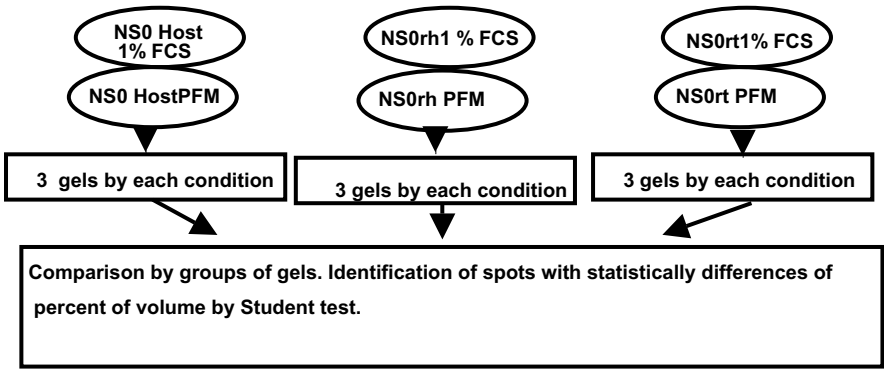 NS0 Host
1% FCS
NS0 HostPFM
3 gels by each condition
NS0rh1 % FCS
NS0rh PFM
3 gels by each condition
NS0rt1% FCS
NS0rt PFM
3 gels by each condition
Comparison by groups of gels. Identification of spots with statistically differences of
percent of volume by Student test.